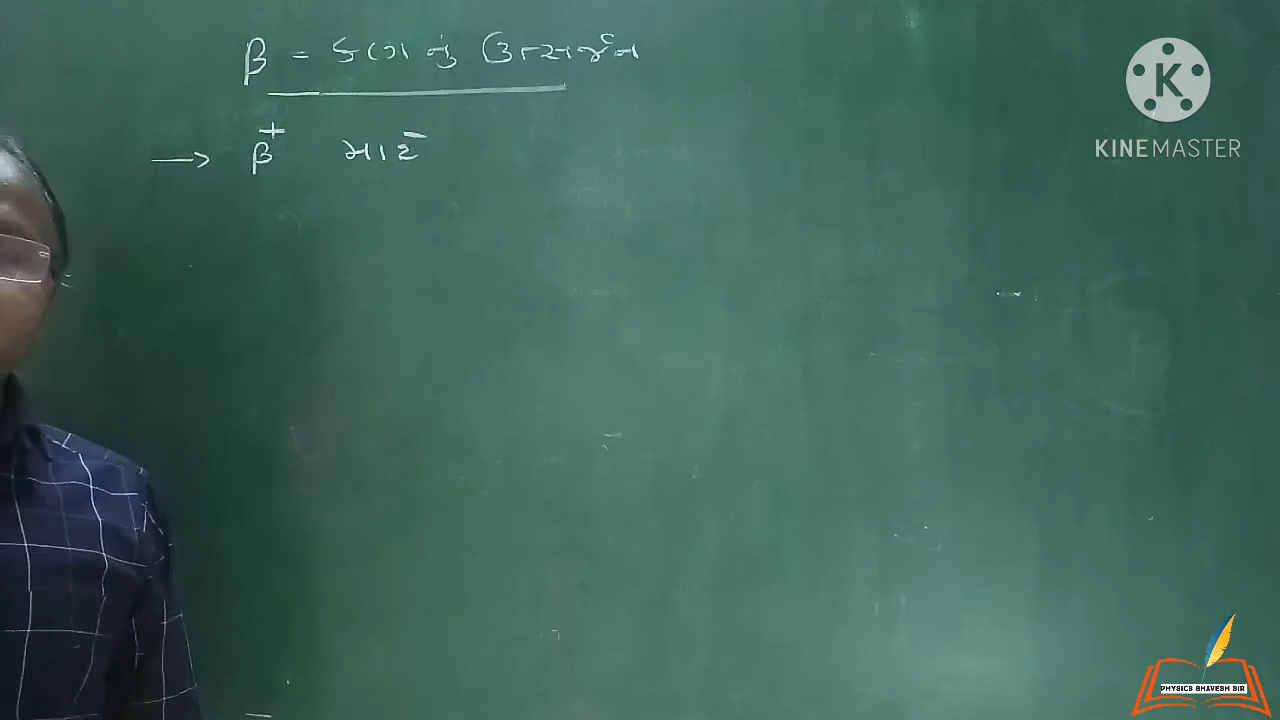 β - કણ નું ઉત્સર્જન
→ β⁺ માટે
K
KINEMASTER
PHYSICS BHAVESH SIR